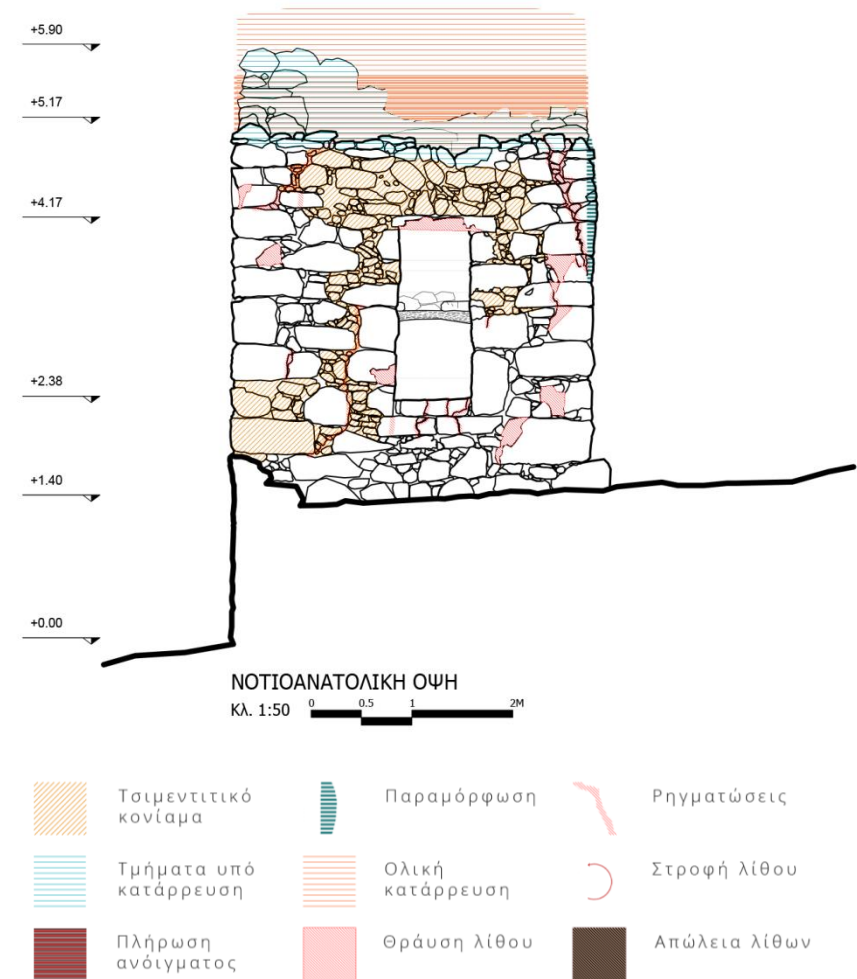 +5.90
+5.17
+4.17
+2.38
+1.40
+0.00
ΝΟΤΙΟΑΝΑΤΟΛΙΚΗ ΟΨΗ
Κλ. 1:50 0 0.5 1 2M
Τσιμεντιτικό
κονίαμα
Παραμόρφωση
Ρηγματώσεις
Τμήματα υπό
κατάρρευση
Ολική
κατάρρευση
Στροφή λίθου
Πλήρωση
ανόιγματος
Θράυση λίθου
Απώλεια λίθων